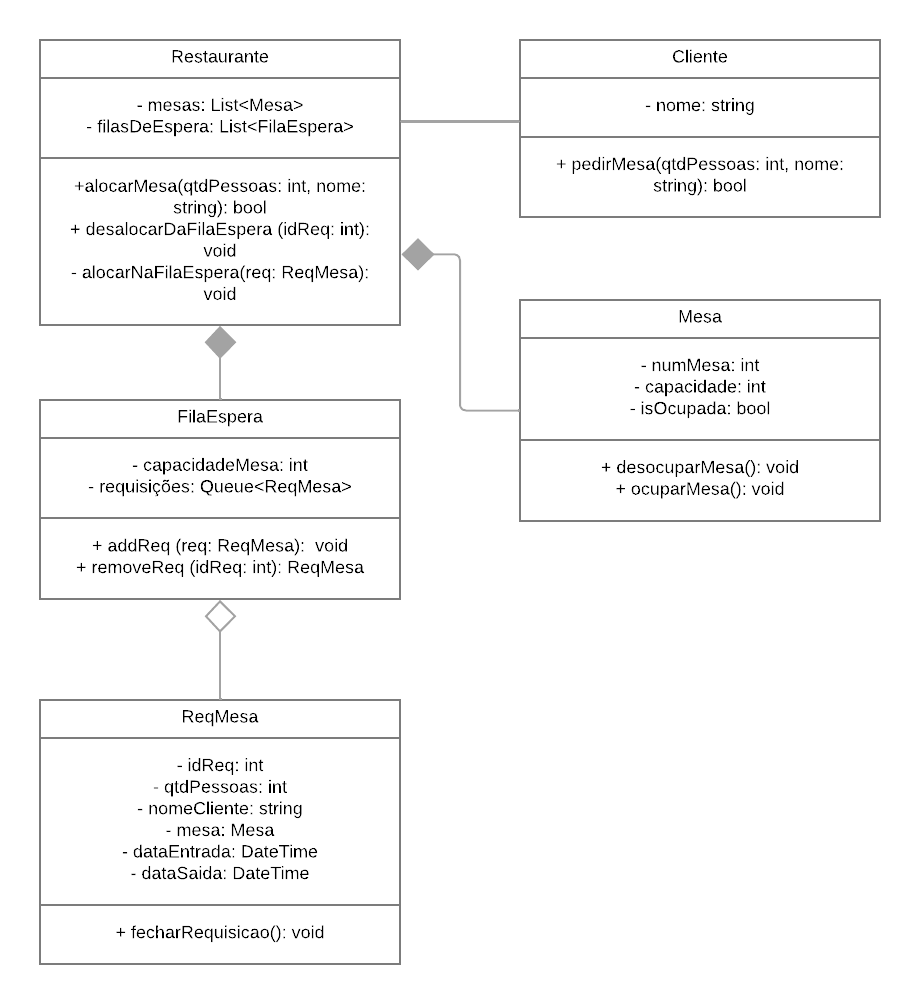 Restaurante
- mesas: List<Mesa>
- filasDeEspera: List<FilaEspera>
+alocarMesa(qtdPessoas: int, nome:
string): bool
+ desalocarDaFilaEspera (idReq: int):
void
- alocarNaFilaEspera(req: ReqMesa):
void
Cliente
- nome: string
+ pedirMesa(qtdPessoas: int, nome:
string): bool
Mesa
- numMesa: int
- capacidade: int
- isOcupada: bool
+ desocuparMesa(): void
+ ocuparMesa(): void
FilaEspera
- capacidadeMesa: int
- requisições: Queue<ReqMesa>
+ addReq (req: ReqMesa):  void
+ removeReq (idReq: int): ReqMesa
ReqMesa
- idReq: int
- qtdPessoas: int
- nomeCliente: string
- mesa: Mesa
- dataEntrada: DateTime
- dataSaida: DateTime
+ fecharRequisicao(): void